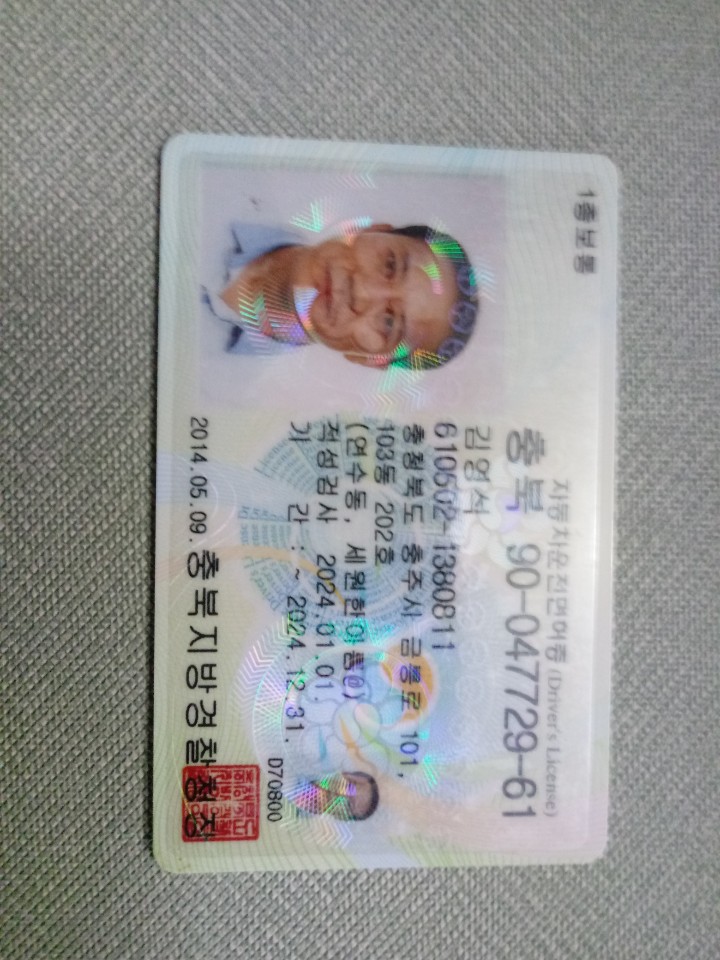 1종보통
자동차운전면허증 (Driver's License)
충북 90-047729-61
김영석
610502-1380811
충청북도 충주시 금봉로 101,
103동 202호
(연수동, 세원한아름@)
적성검사 2024.01.01.
기 간 : ~ 2024.12.31.
D70800
2014.05.09. 충북지방경찰청장